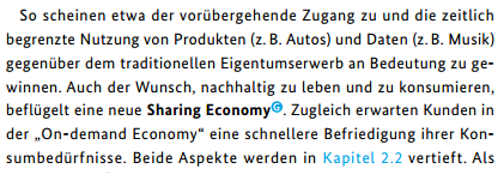 So scheinen etwa der vorübergehende Zugang zu und die zeitlich
begrenzte Nutzung von Produkten (z. B. Autos) und Daten (z. B. Musik)
gegenüber dem traditionellen Eigentumserwerb an Bedeutung zu ge-
winnen. Auch der Wunsch, nachhaltig zu leben und zu konsumieren,
beflügelt eine neue Sharing EconomyG. Zugleich erwarten Kunden in
der „On-demand Economy“ eine schnellere Befriedigung ihrer Kon-
sumbedürfnisse. Beide Aspekte werden in Kapitel 2.2 vertieft. Als